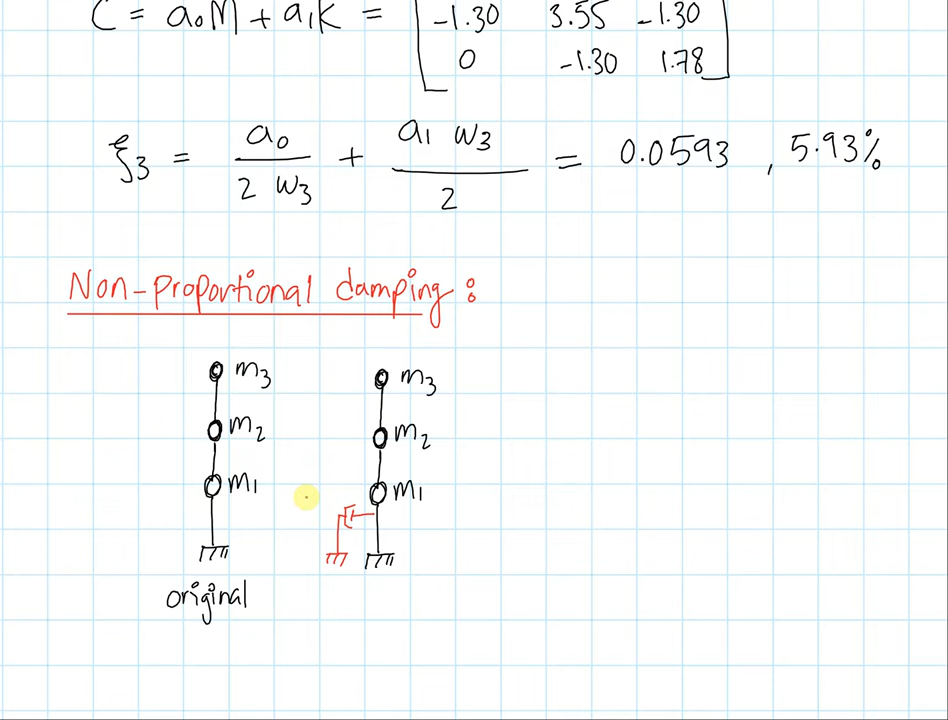 C = a₀M + a₁K = [ -1.30 3.55 -1.30
0 -1.30 1.78 ]
ξ₃ = a₀ / 2 ω₃ + a₁ ω₃ / 2 = 0.0593 , 5.93%
Non-proportional damping :
m₃ m₃
m₂ m₂
m₁ m₁
original